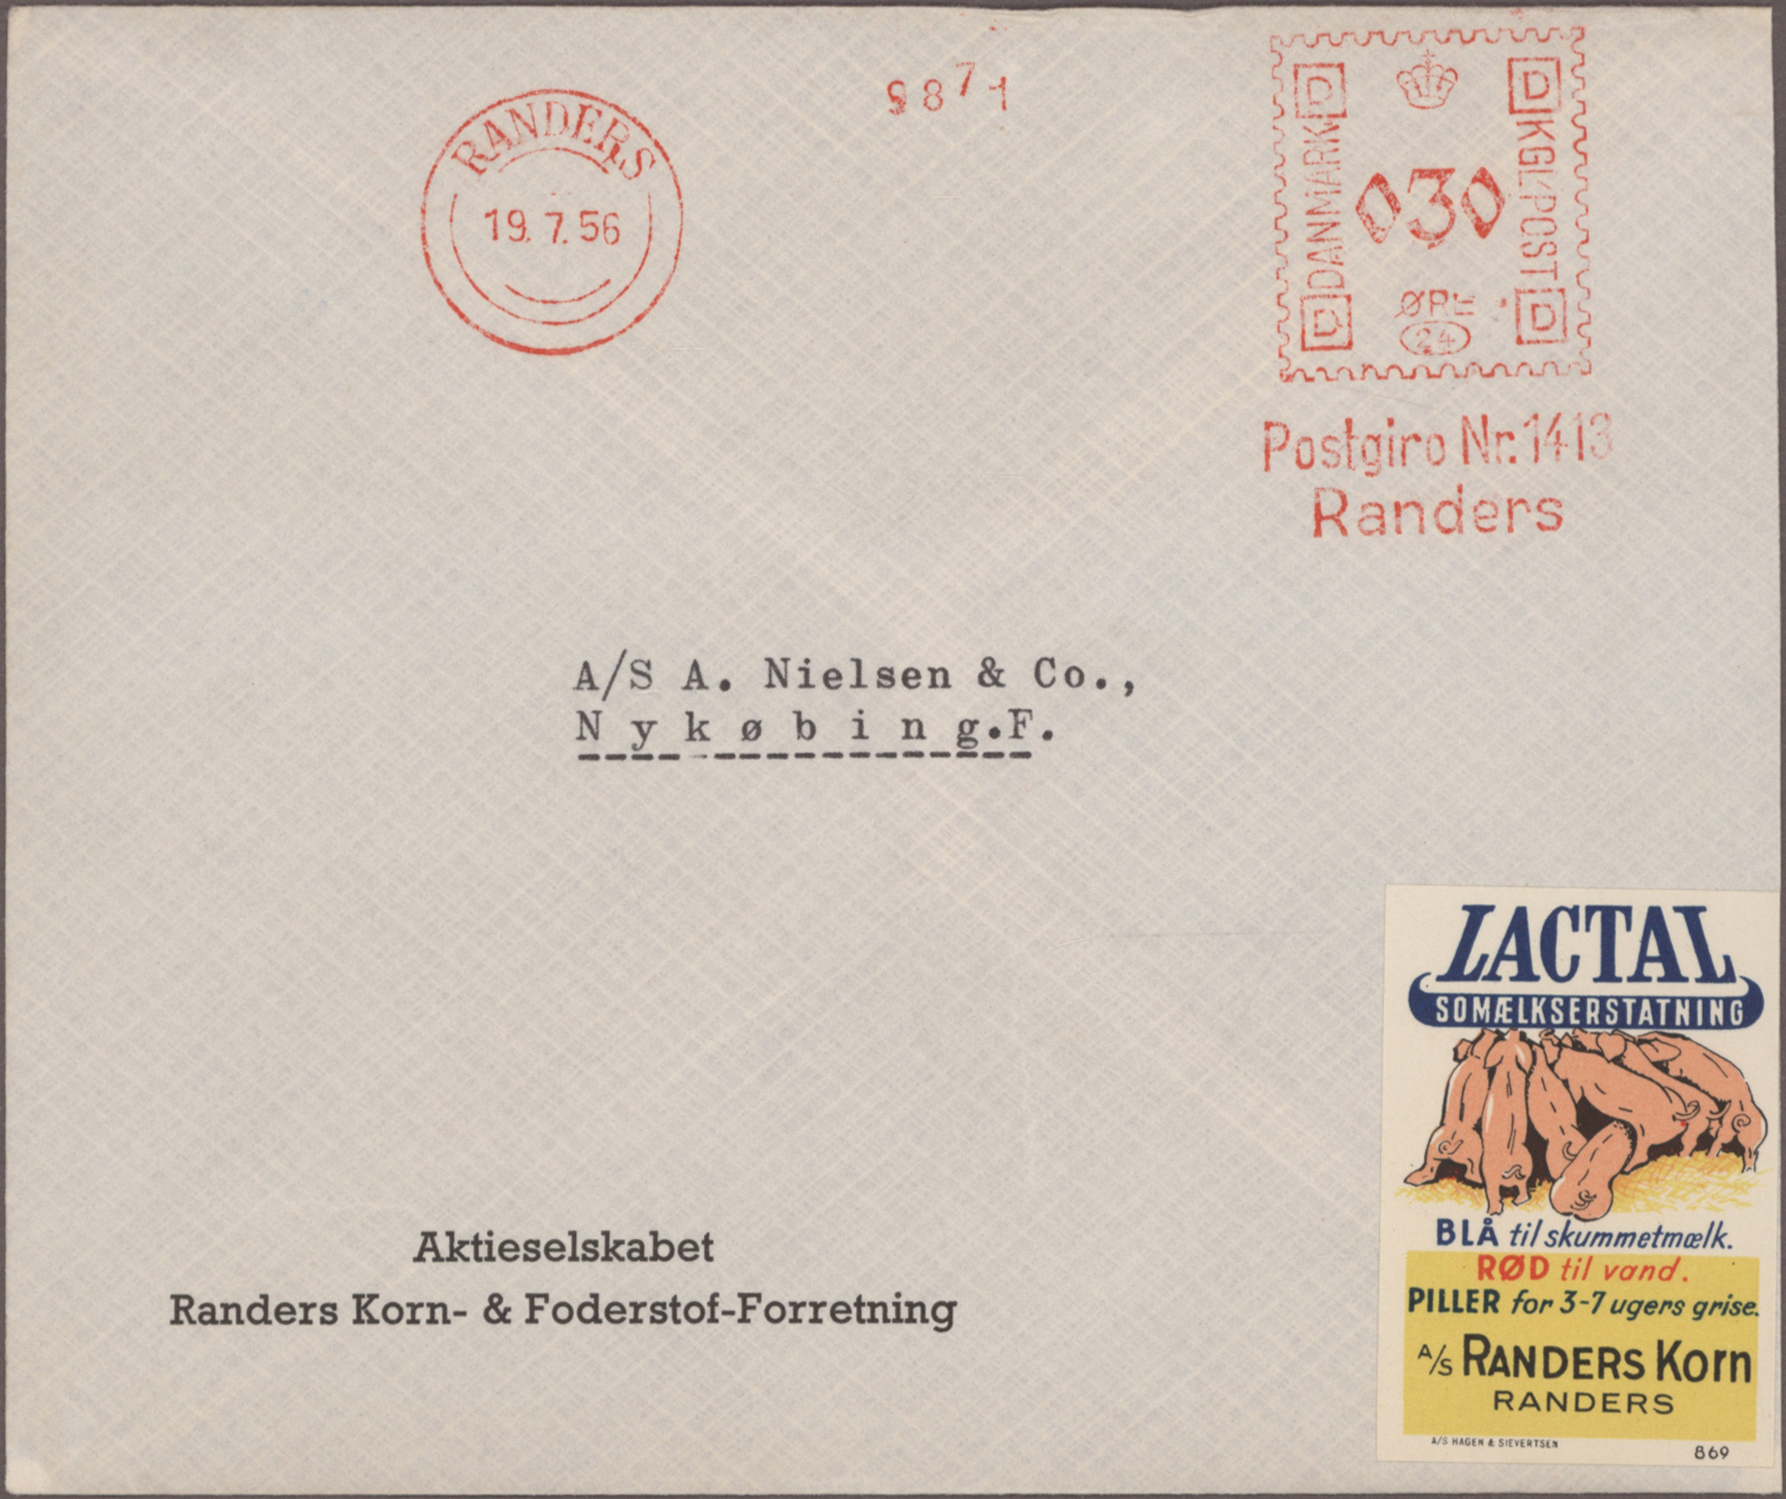 RANDERS
19. 7. 56
9871
D D
DANMARK
KGL POST
030
ØRE
24
D D
Postgiro Nr. 1413
Randers
A/S A. Nielsen & Co.,
Nykøbing.F.
LACTAL
SOMÆLKSERSTATNING
BLÅ til skummetmælk.
RØD til vand.
PILLER for 3-7 ugers grise.
A/S RANDERS Korn
RANDERS
A/S HAGEN & SIEVERTSEN
869
Aktieselskabet
Randers Korn- & Foderstof-Forretning